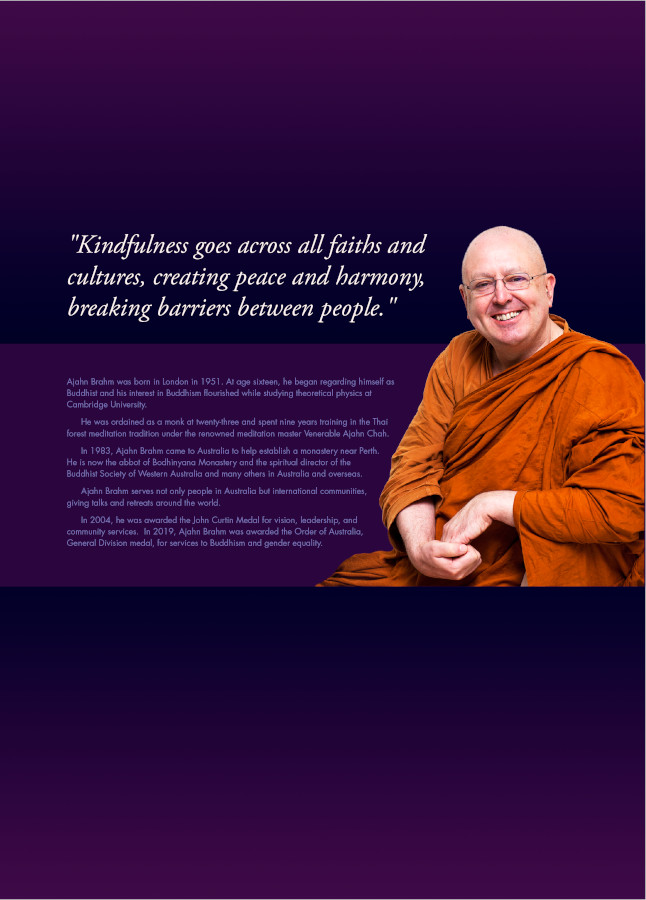 "Kindfulness goes across all faiths and
cultures, creating peace and harmony,
breaking barriers between people."
Ajahn Brahm was born in London in 1951. At age sixteen, he began regarding himself as
Buddhist and his interest in Buddhism flourished while studying theoretical physics at
Cambridge University.
He was ordained as a monk at twenty-three and spent nine years training in the Thai
forest meditation tradition under the renowned meditation master Venerable Ajahn Chah.
In 1983, Ajahn Brahm came to Australia to help establish a monastery near Perth.
He is now the abbot of Bodhinyana Monastery and the spiritual director of the
Buddhist Society of Western Australia and many others in Australia and overseas.
Ajahn Brahm serves not only people in Australia but international communities,
giving talks and retreats around the world.
In 2004, he was awarded the John Curtin Medal for vision, leadership, and
community services.  In 2019, Ajahn Brahm was awarded the Order of Australia,
General Division medal, for services to Buddhism and gender equality.